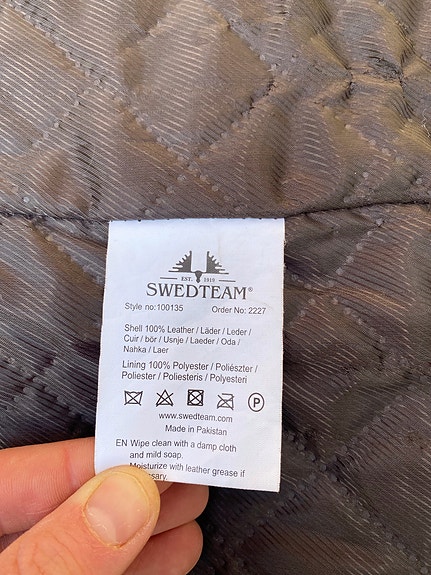 EST. 1919
SWEDTEAM®
Style no:100135 Order No: 2227
Shell 100% Leather / Läder / Leder /
Cuir / bőr / Usnje / Laeder / Oda /
Nahka / Laer
Lining 100% Polyester / Poliészter /
Poliester / Poliesteris / Polyesteri
P
www.swedteam.com
Made in Pakistan
EN Wipe clean with a damp cloth
and mild soap.
Moisturize with leather grease if